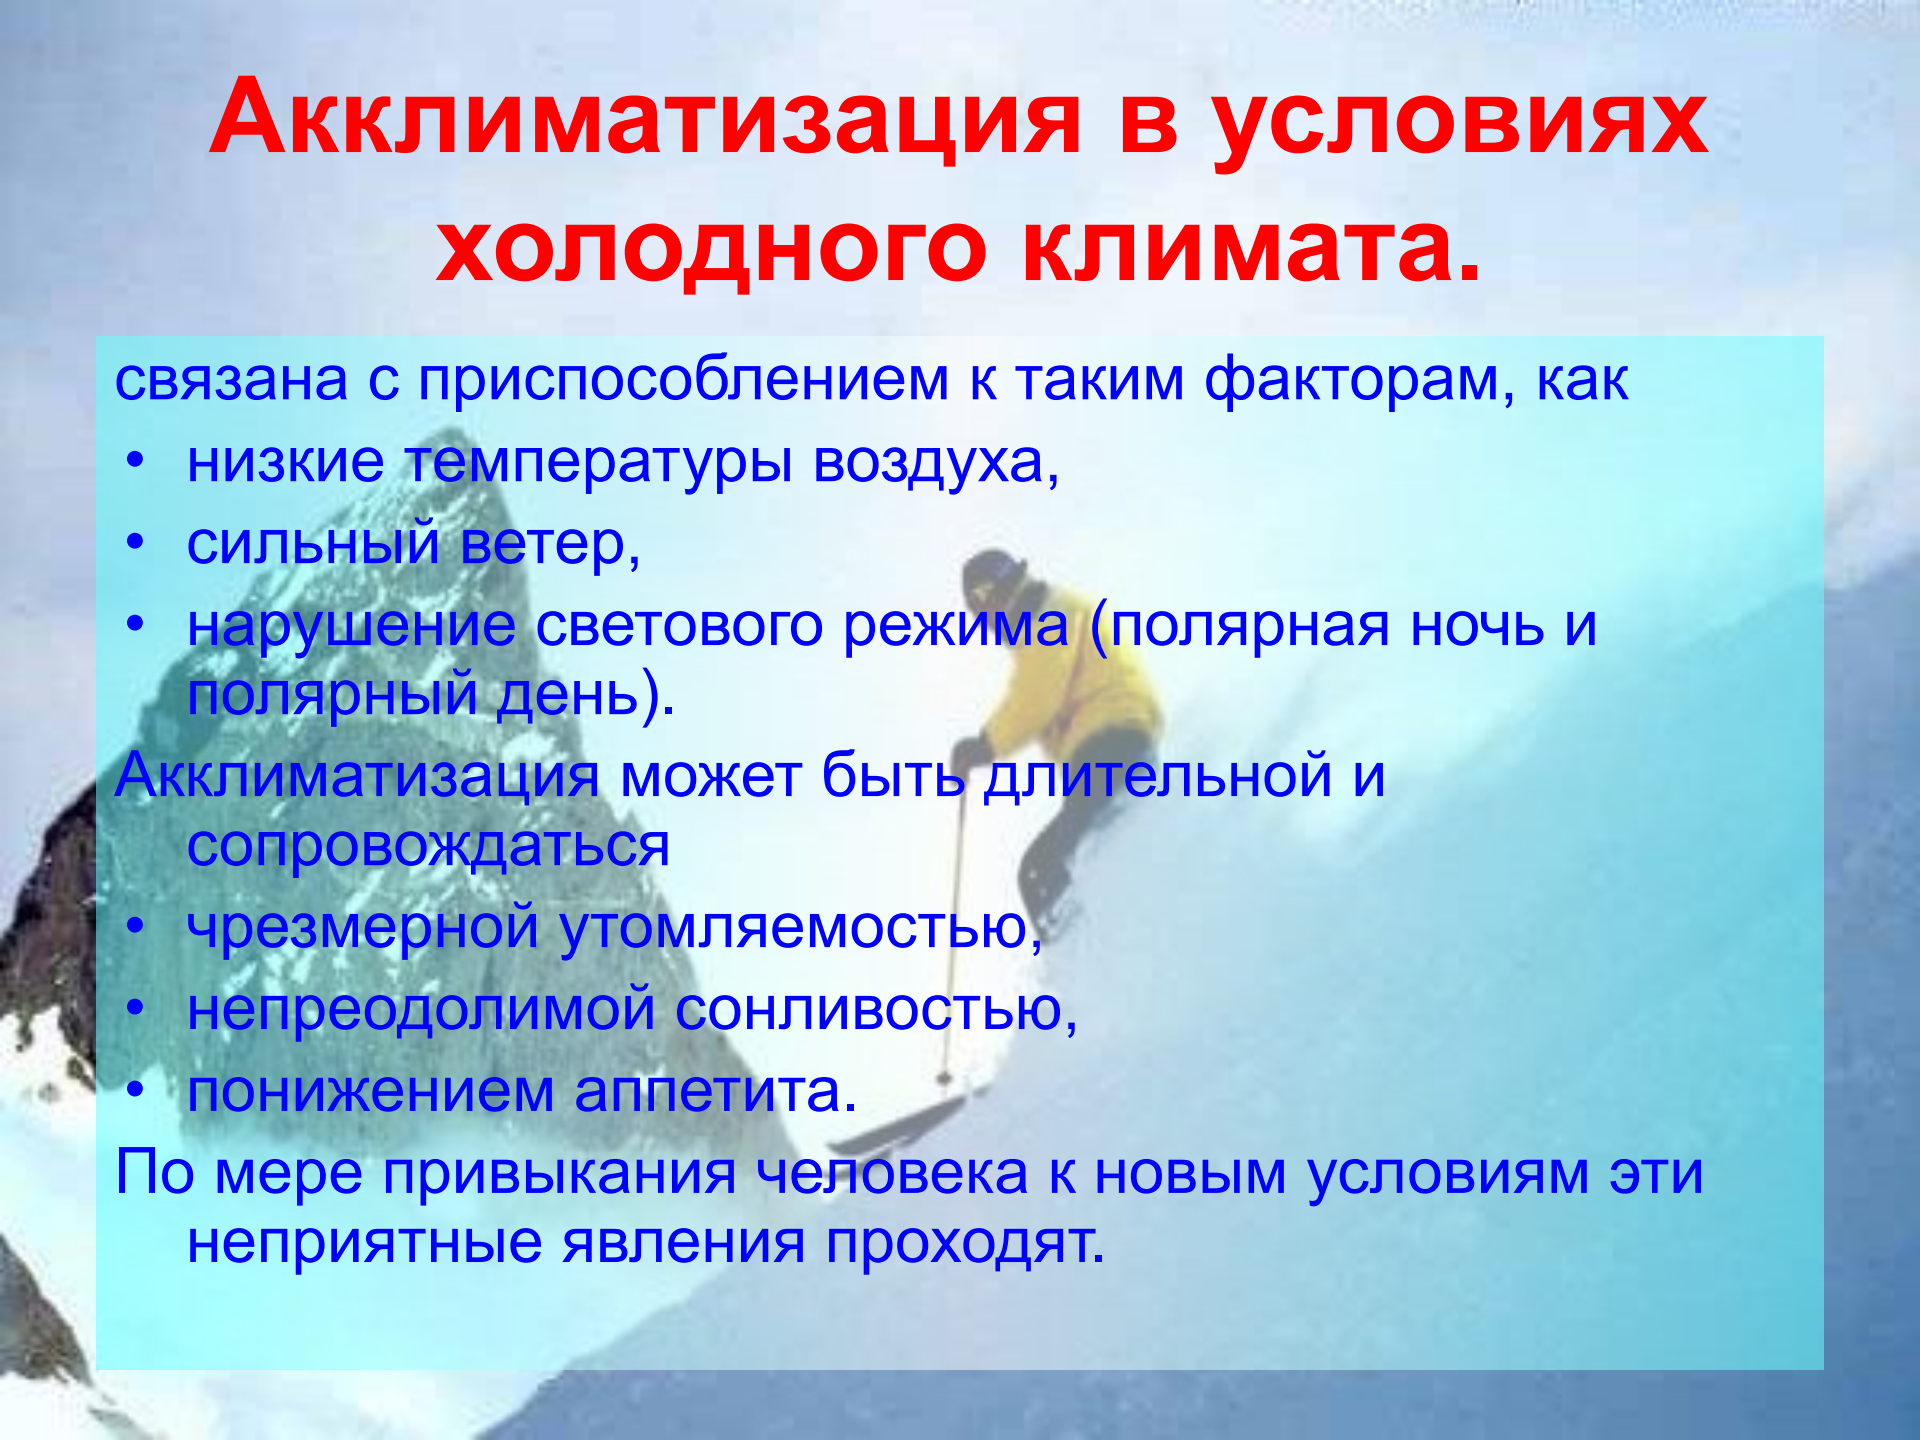 Акклиматизация в условиях
холодного климата.
связана с приспособлением к таким факторам, как
• низкие температуры воздуха,
• сильный ветер,
• нарушение светового режима (полярная ночь и
полярный день).
Акклиматизация может быть длительной и
сопровождаться
• чрезмерной утомляемостью,
• непреодолимой сонливостью,
• понижением аппетита.
По мере привыкания человека к новым условиям эти
неприятные явления проходят.